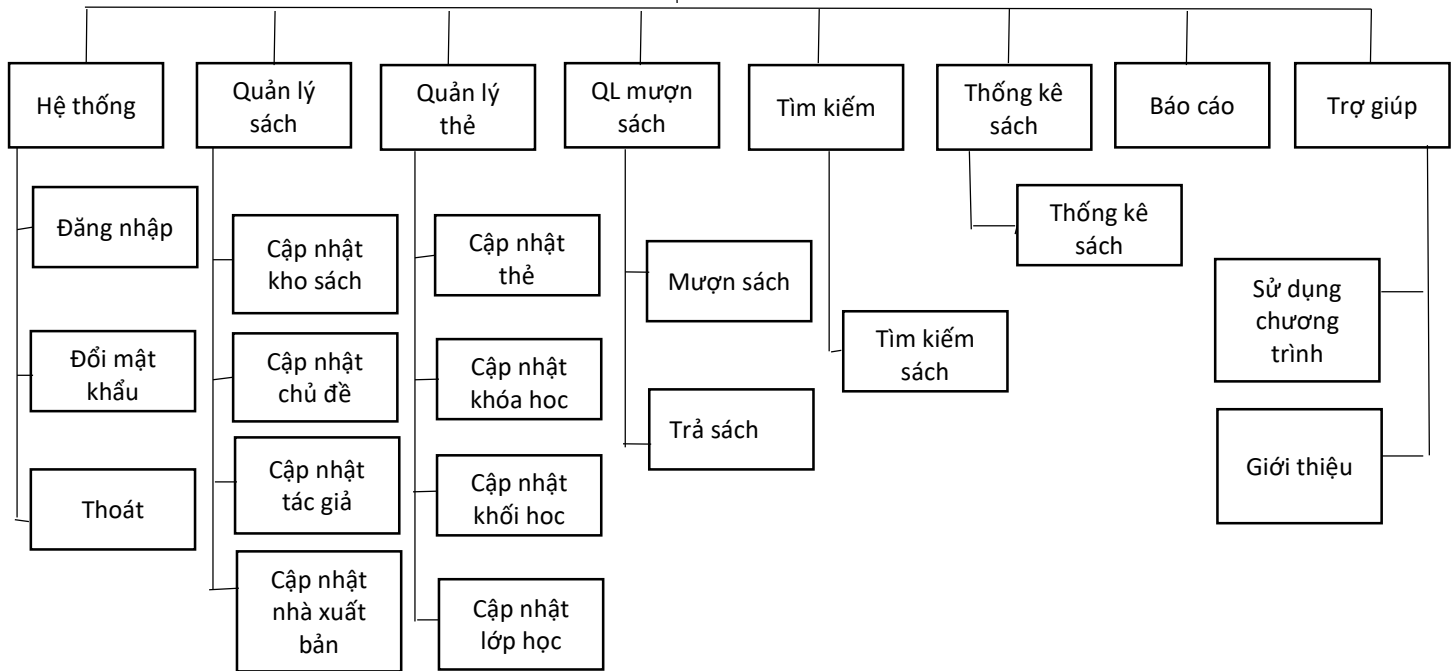 Hệ thống
Quản lý
sách
Quản lý
thẻ
QL mượn
sách
Tìm kiếm
Thống kê
sách
Báo cáo
Trợ giúp
Đăng nhập
Đổi mật
khẩu
Thoát
Cập nhật
kho sách
Cập nhật
chủ đề
Cập nhật
tác giả
Cập nhật
nhà xuất
bản
Cập nhật
thẻ
Cập nhật
khóa học
Cập nhật
khối học
Cập nhật
lớp học
Mượn sách
Trả sách
Tìm kiếm
sách
Thống kê
sách
Sử dụng
chương
trình
Giới thiệu